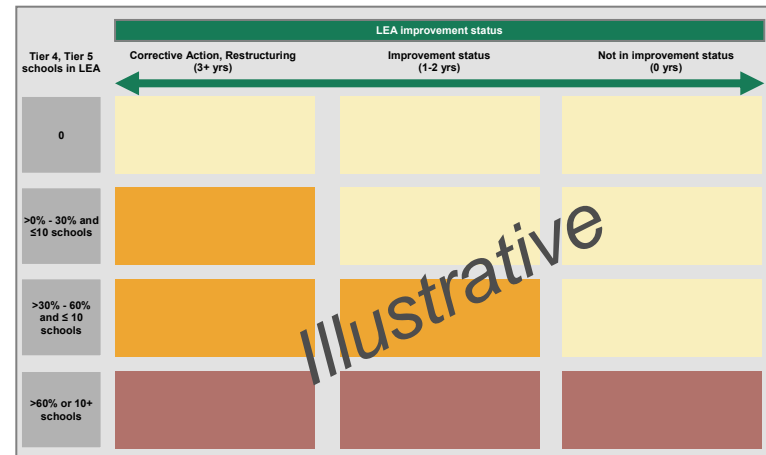 LEA improvement status
Tier 4, Tier 5
schools in LEA
Corrective Action, Restructuring
(3+ yrs)
Improvement status
(1-2 yrs)
Not in improvement status
(0 yrs)
0
>0% - 30% and
≤10 schools
>30% - 60%
and ≤ 10
schools
>60% or 10+
schools
Illustrative